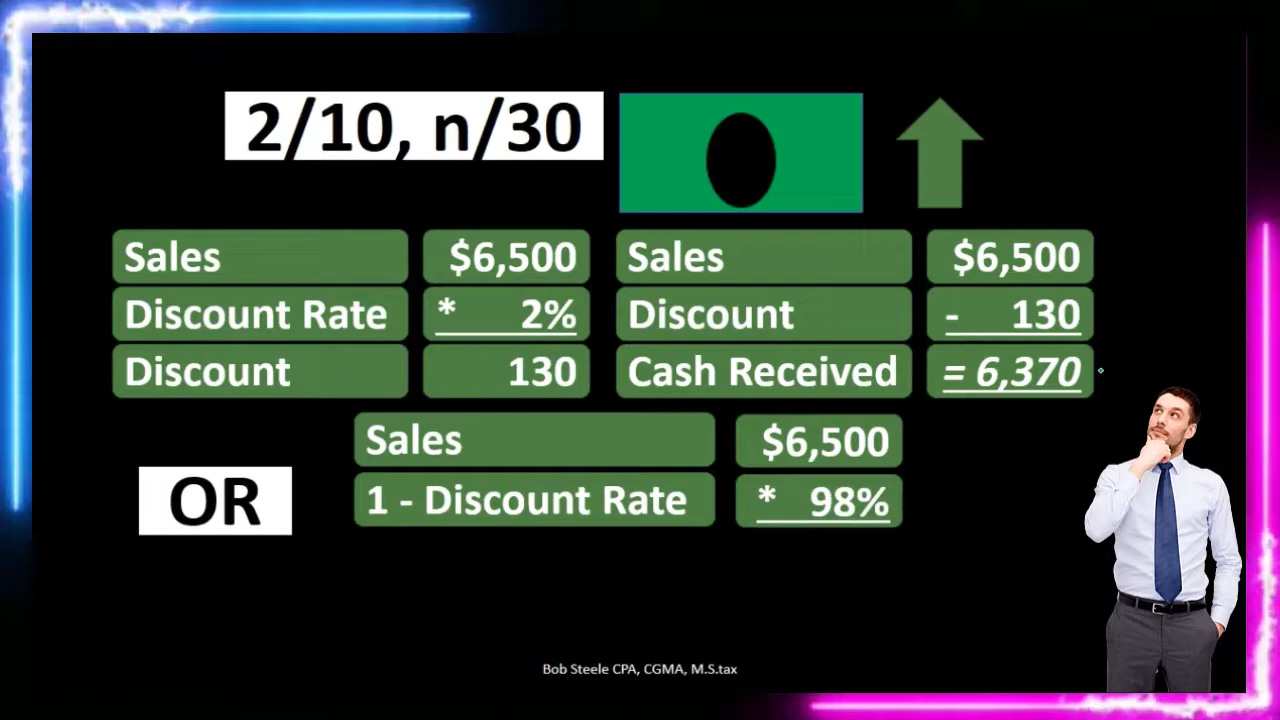 2/10, n/30
Sales $6,500
Discount Rate * 2%
Discount 130
Sales $6,500
Discount - 130
Cash Received = 6,370
OR
Sales $6,500
1 - Discount Rate * 98%
Bob Steele CPA, CGMA, M.S.tax